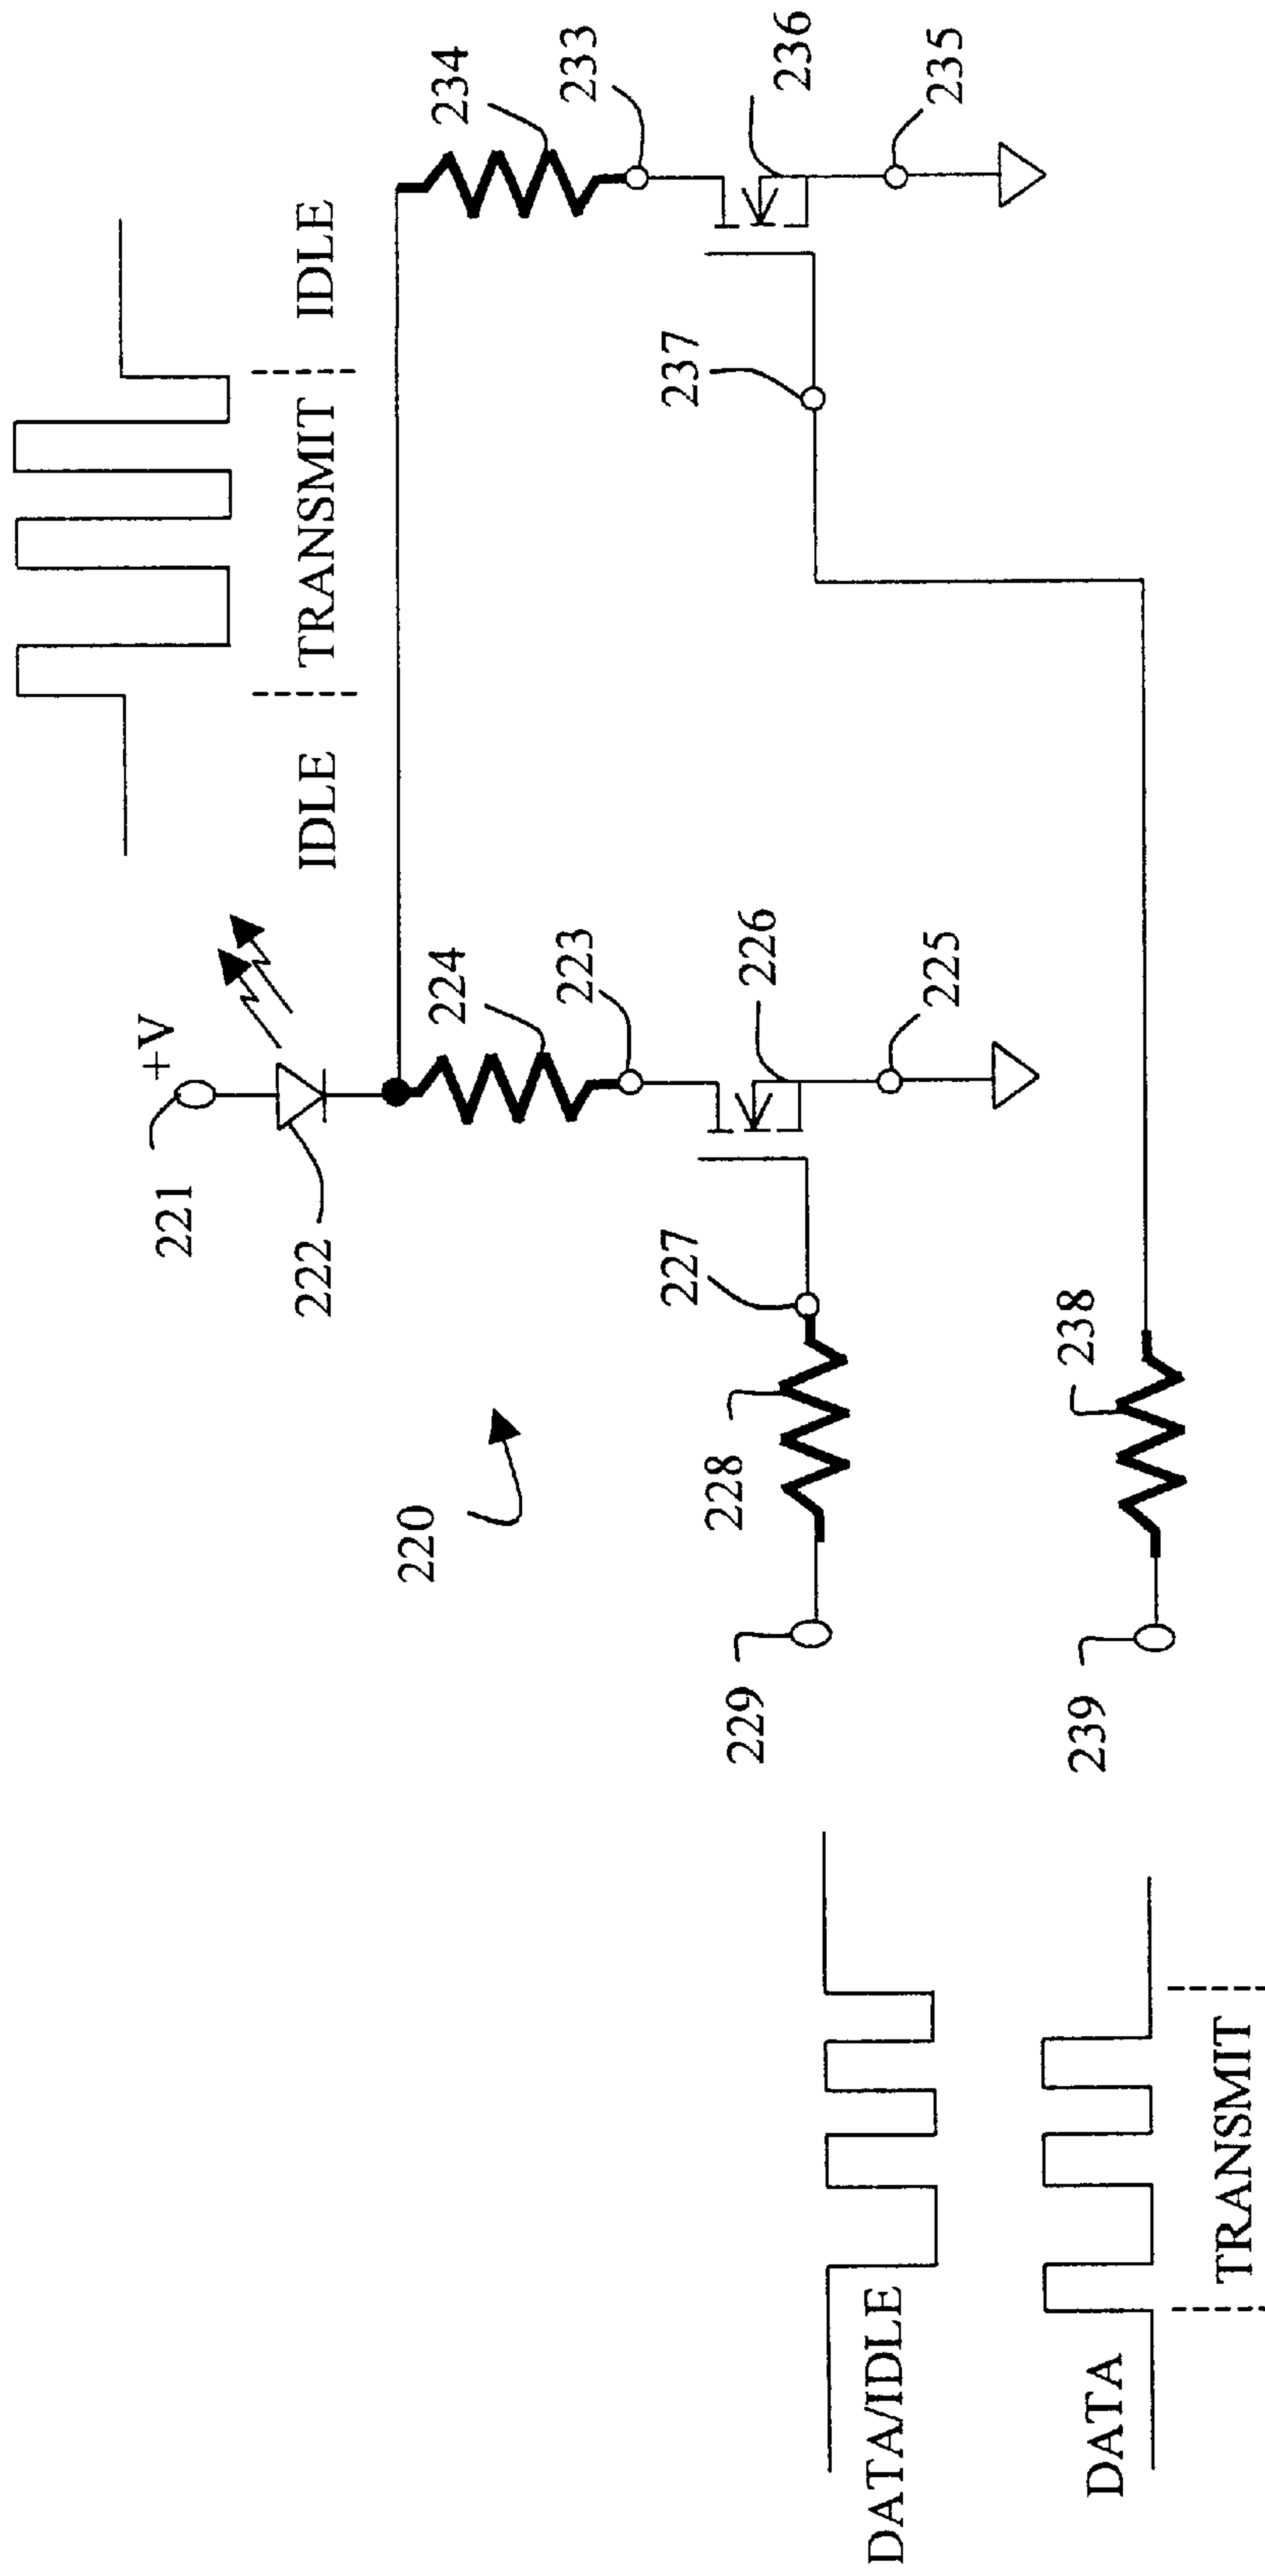 IDLE
TRANSMIT
IDLE
+V
221
222
224
223
226
225
234
233
236
235
237
220
227
228
229
238
239
DATA/IDLE
DATA
TRANSMIT